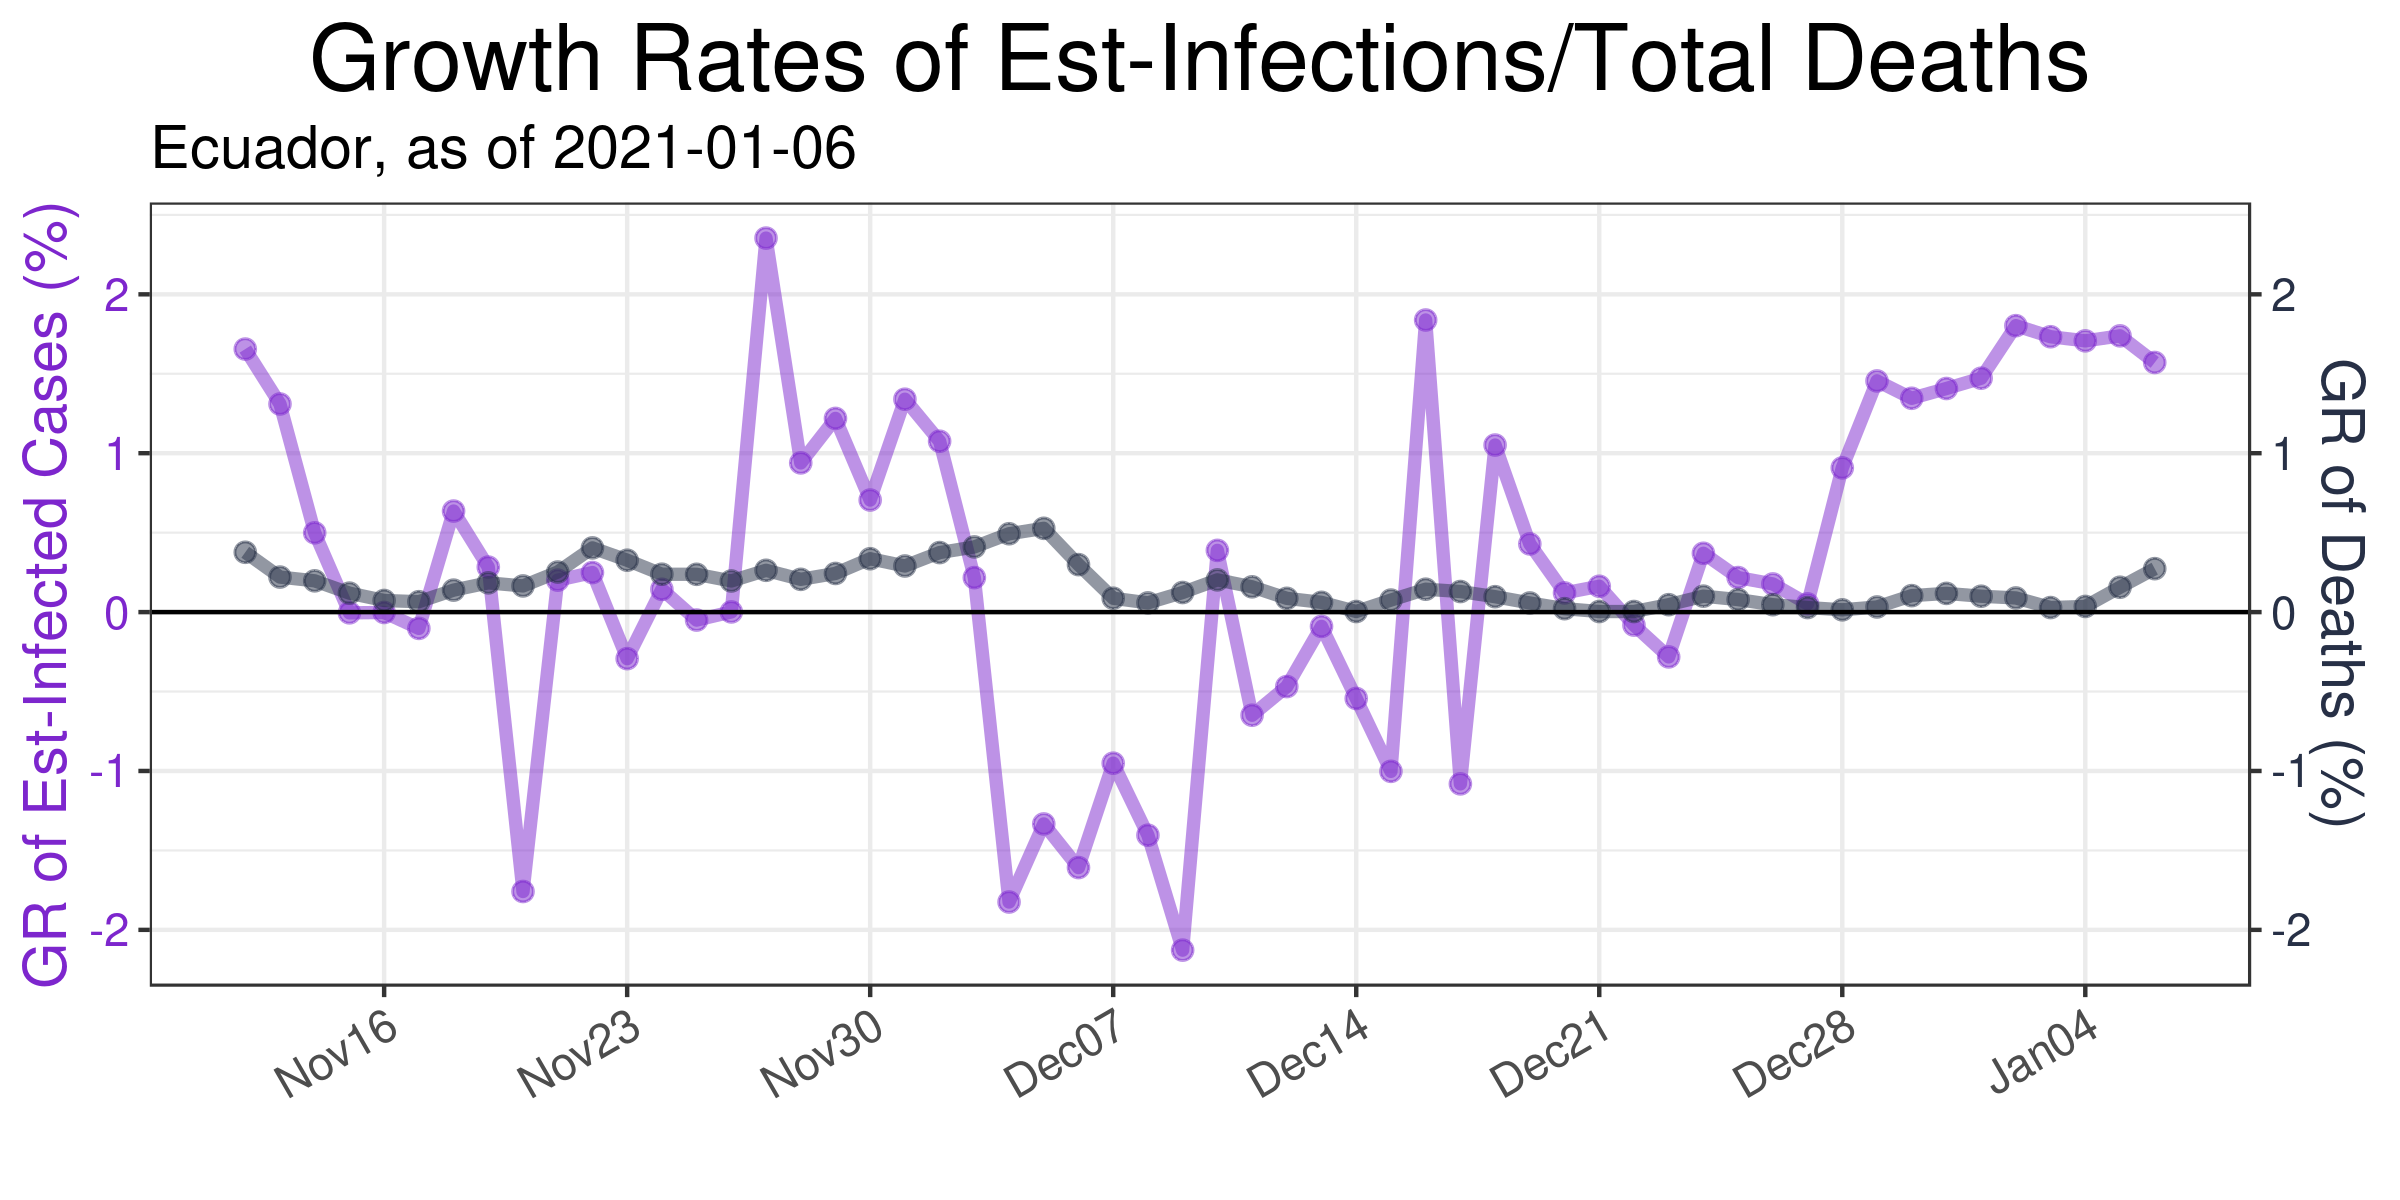 Growth Rates of Est-Infections/Total Deaths
Ecuador, as of 2021-01-06
GR of Est-Infected Cases (%)
2
1
0
-1
-2
2
1
0
-1
-2
GR of Deaths (%)
Nov16
Nov23
Nov30
Dec07
Dec14
Dec21
Dec28
Jan04